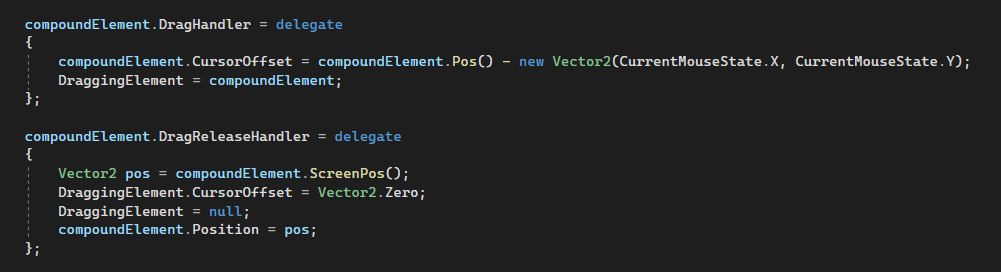 compoundElement.DragHandler = delegate
{
    compoundElement.CursorOffset = compoundElement.Pos() - new Vector2(CurrentMouseState.X, CurrentMouseState.Y);
    DraggingElement = compoundElement;
};

compoundElement.DragReleaseHandler = delegate
{
    Vector2 pos = compoundElement.ScreenPos();
    DraggingElement.CursorOffset = Vector2.Zero;
    DraggingElement = null;
    compoundElement.Position = pos;
};